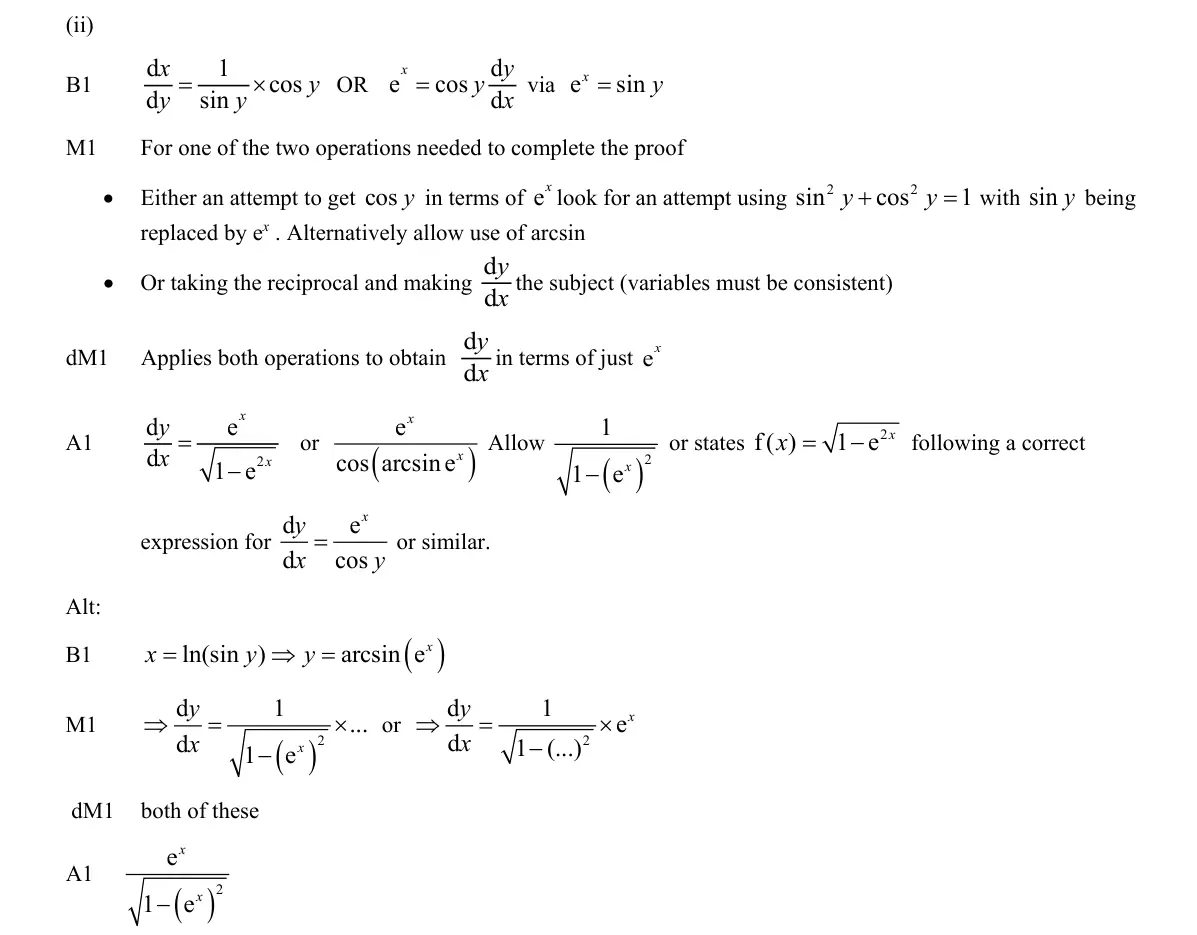 (ii)
B1 dx/dy = 1/sin y × cos y OR e^x = cos y dy/dx via e^x = sin y
M1 For one of the two operations needed to complete the proof
• Either an attempt to get cos y in terms of e^x look for an attempt using sin² y + cos² y = 1 with sin y being
replaced by e^x . Alternatively allow use of arcsin
• Or taking the reciprocal and making dy/dx the subject (variables must be consistent)
dM1 Applies both operations to obtain dy/dx in terms of just e^x
A1 dy/dx = e^x/√(1−e^(2x)) or e^x/cos(arcsin e^x) Allow 1/√(1−(e^x)²) or states f(x) = √(1−e^(2x)) following a correct
expression for dy/dx = e^x/cos y or similar.
Alt:
B1 x = ln(sin y) ⇒ y = arcsin(e^x)
M1 ⇒ dy/dx = 1/√(1−(e^x)²) ×... or ⇒ dy/dx = 1/√(1−(...)²) × e^x
dM1 both of these
A1 e^x/√(1−(e^x)²)